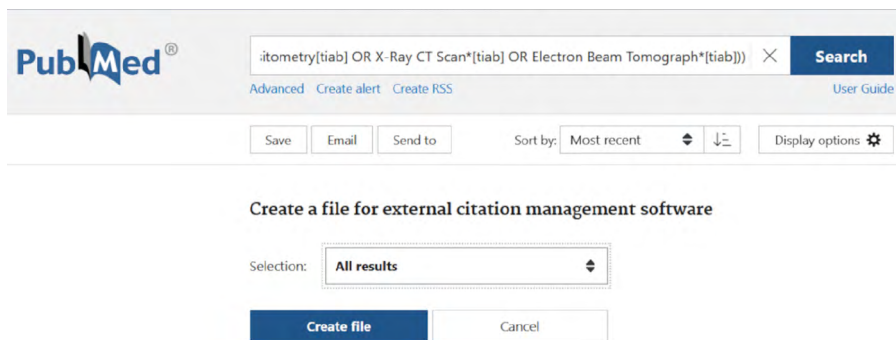 PubMed®
sitometry[tiab] OR X-Ray CT Scan*[tiab] OR Electron Beam Tomograph*[tiab]))
Search
Advanced Create alert Create RSS
User Guide
Save Email Send to Sort by: Most recent Display options
Create a file for external citation management software
Selection: All results
Create file Cancel